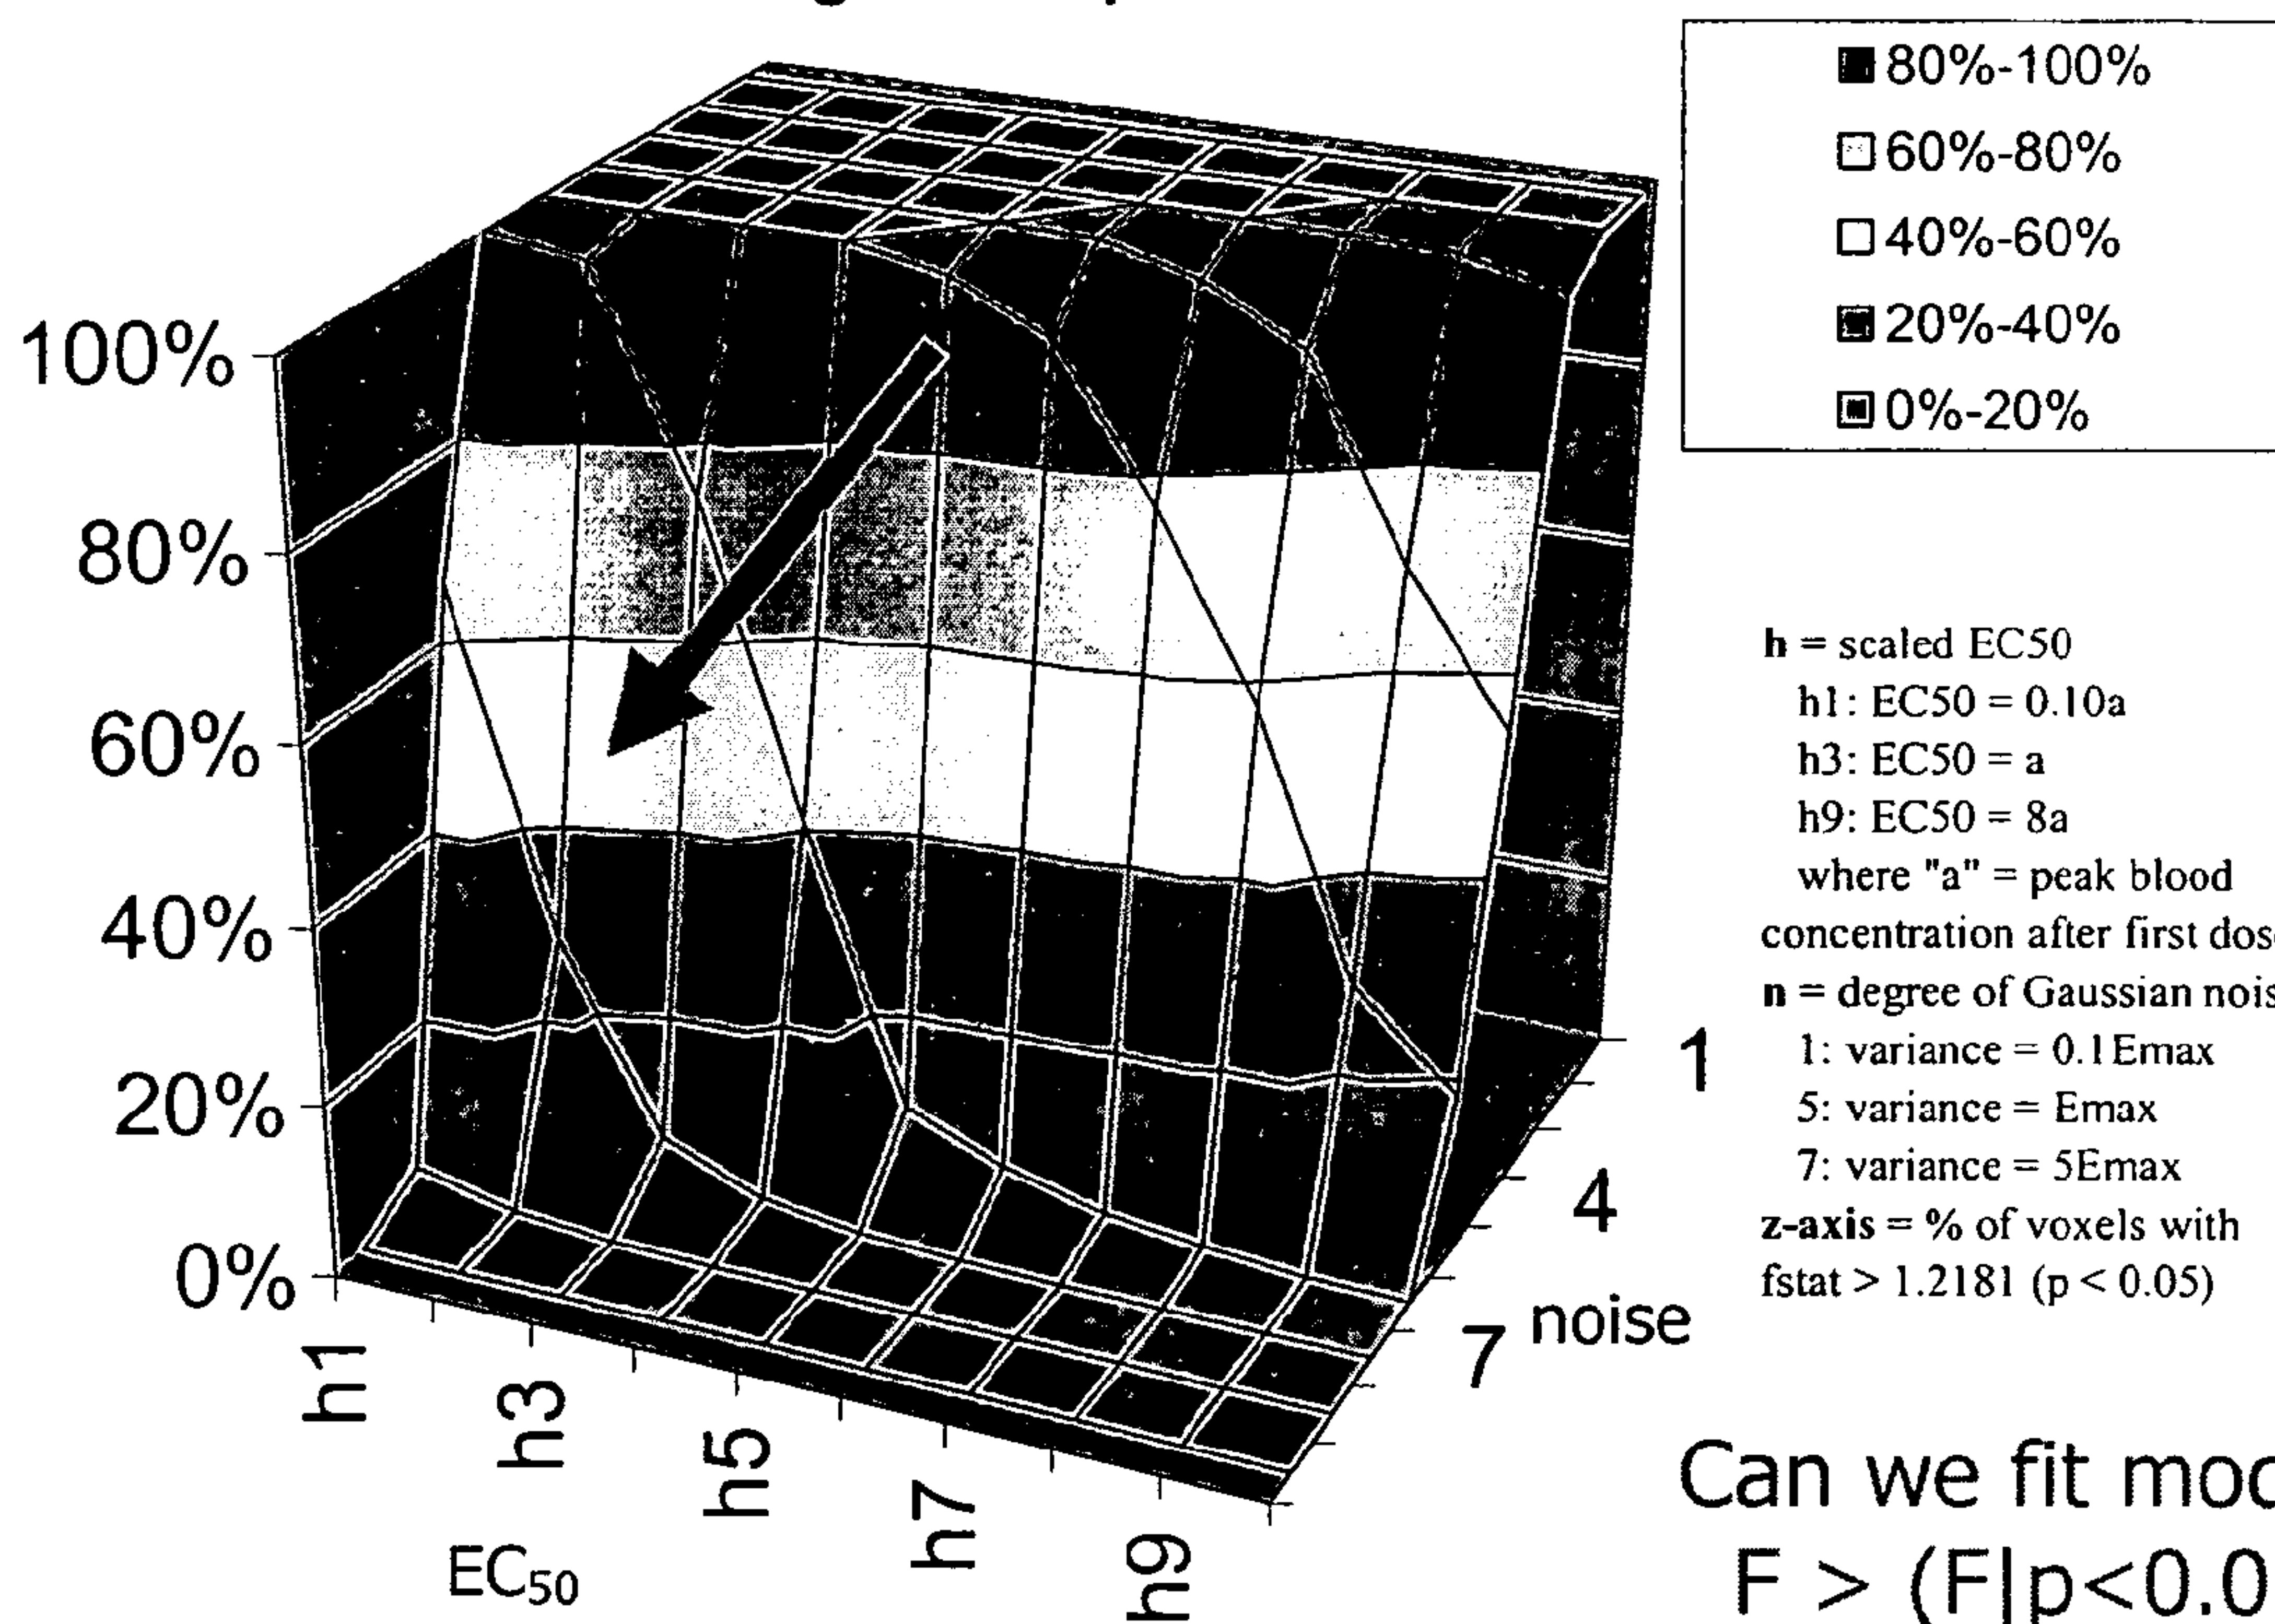 80%-100%
60%-80%
40%-60%
20%-40%
0%-20%
100%
80%
60%
40%
20%
0%
h1
h3
h5
h7
h9
EC50
1
4
7
noise
h = scaled EC50
h1: EC50 = 0.10a
h3: EC50 = a
h9: EC50 = 8a
where "a" = peak blood
concentration after first
n = degree of Gaussian
1: variance = 0.1Emax
5: variance = Emax
7: variance = 5Emax
z-axis = % of voxels with
fstat > 1.2181 (p < 0.05)
Can we fit
F > (F|p<0.0